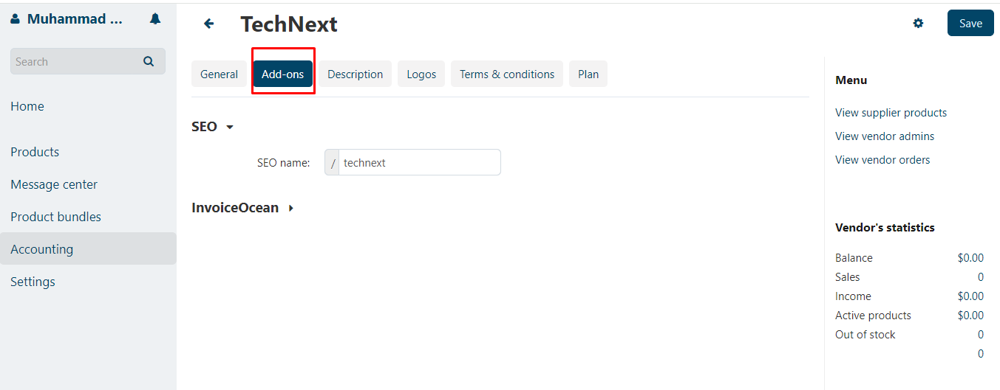 Muhammad ...
Search
Home
Products
Message center
Product bundles
Accounting
Settings
TechNext
Save
General
Add-ons
Description
Logos
Terms & conditions
Plan
SEO
SEO name:
/ technext
InvoiceOcean
Menu
View supplier products
View vendor admins
View vendor orders
Vendor's statistics
Balance $0.00
Sales 0
Income $0.00
Active products $0.00
Out of stock 0
0